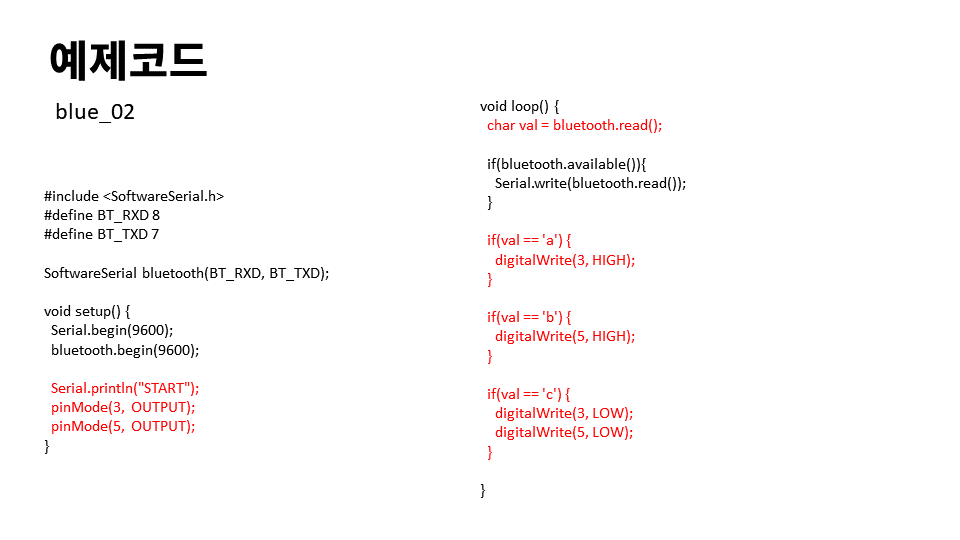 예제코드
blue_02
#include <SoftwareSerial.h>
#define BT_RXD 8
#define BT_TXD 7
SoftwareSerial bluetooth(BT_RXD, BT_TXD);
void setup() {
Serial.begin(9600);
bluetooth.begin(9600);
Serial.println("START");
pinMode(3, OUTPUT);
pinMode(5, OUTPUT);
}
void loop() {
char val = bluetooth.read();
if(bluetooth.available()){
Serial.write(bluetooth.read());
}
if(val == 'a') {
digitalWrite(3, HIGH);
}
if(val == 'b') {
digitalWrite(5, HIGH);
}
if(val == 'c') {
digitalWrite(3, LOW);
digitalWrite(5, LOW);
}
}